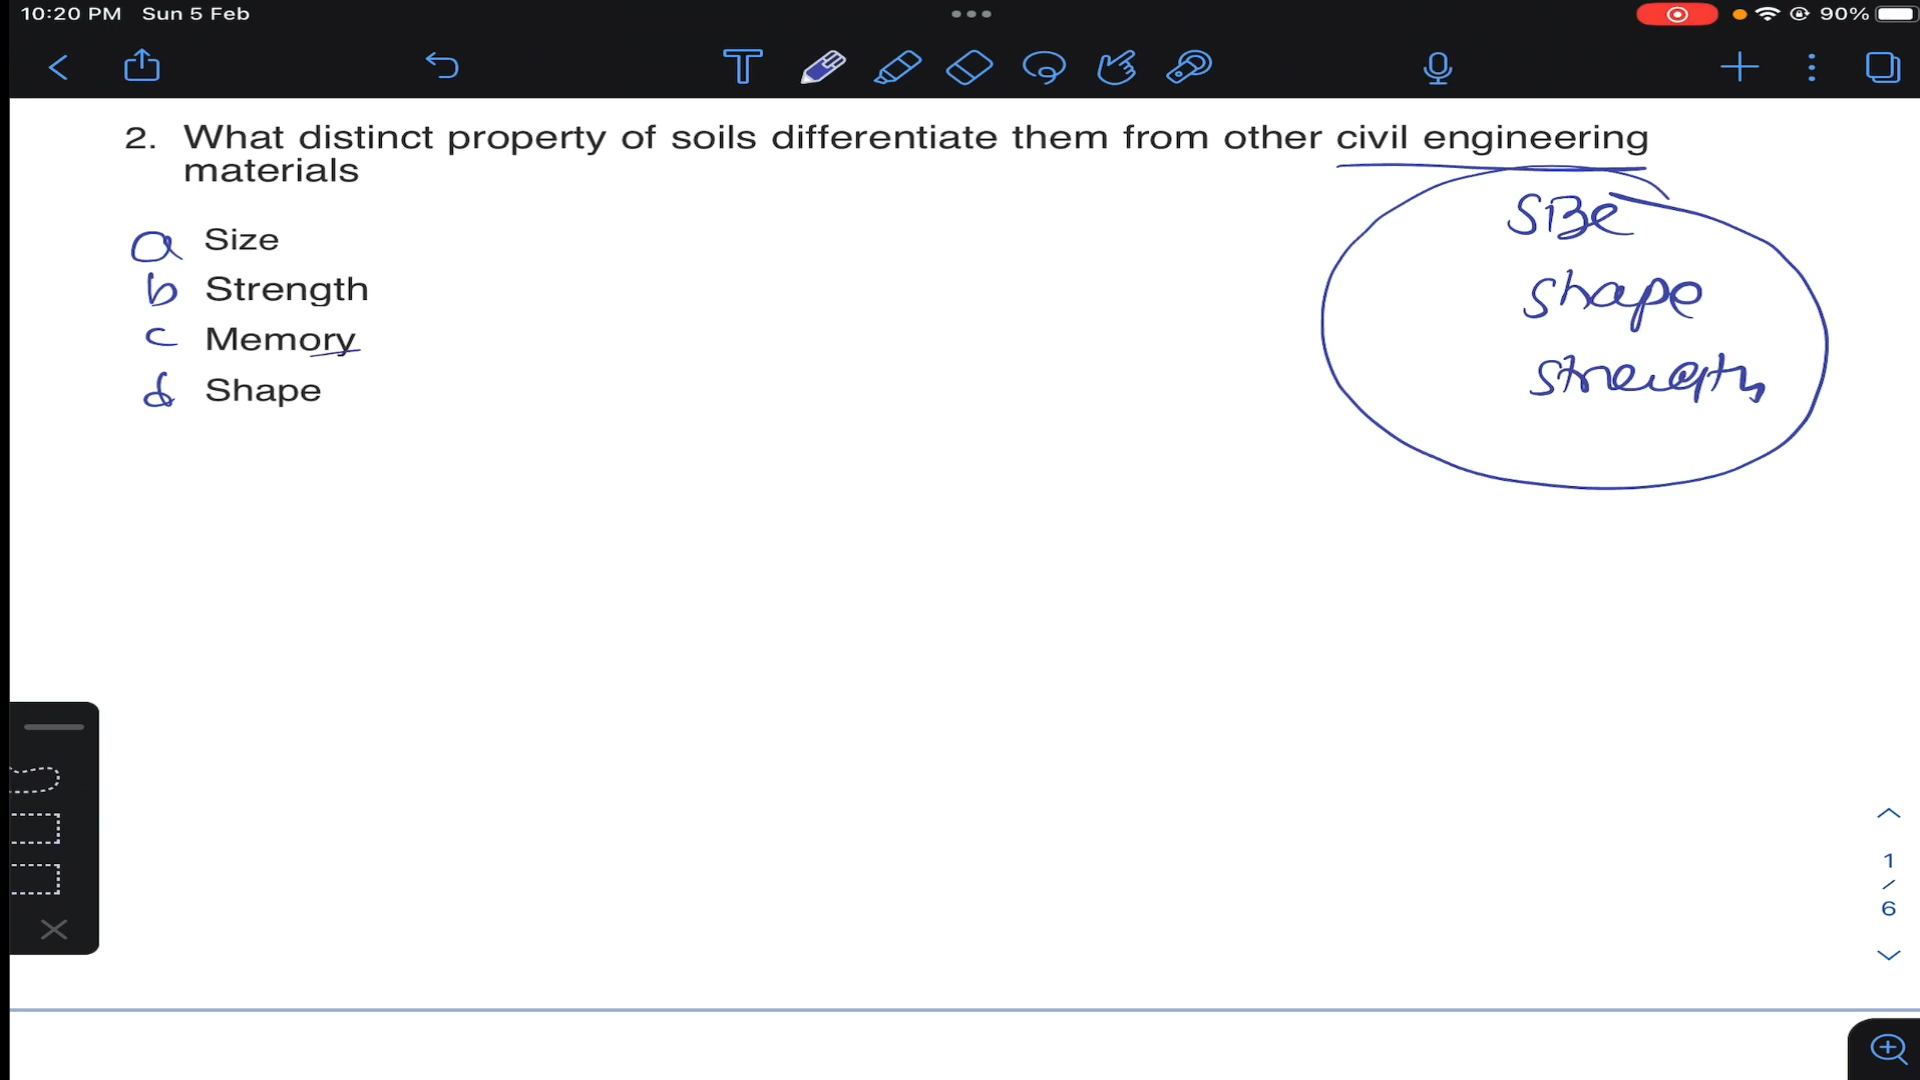 10:20 PM Sun 5 Feb
90%
T
2. What distinct property of soils differentiate them from other civil engineering
materials
a Size
b Strength
c Memory
d Shape
SIZE
shape
strength
1
/
6